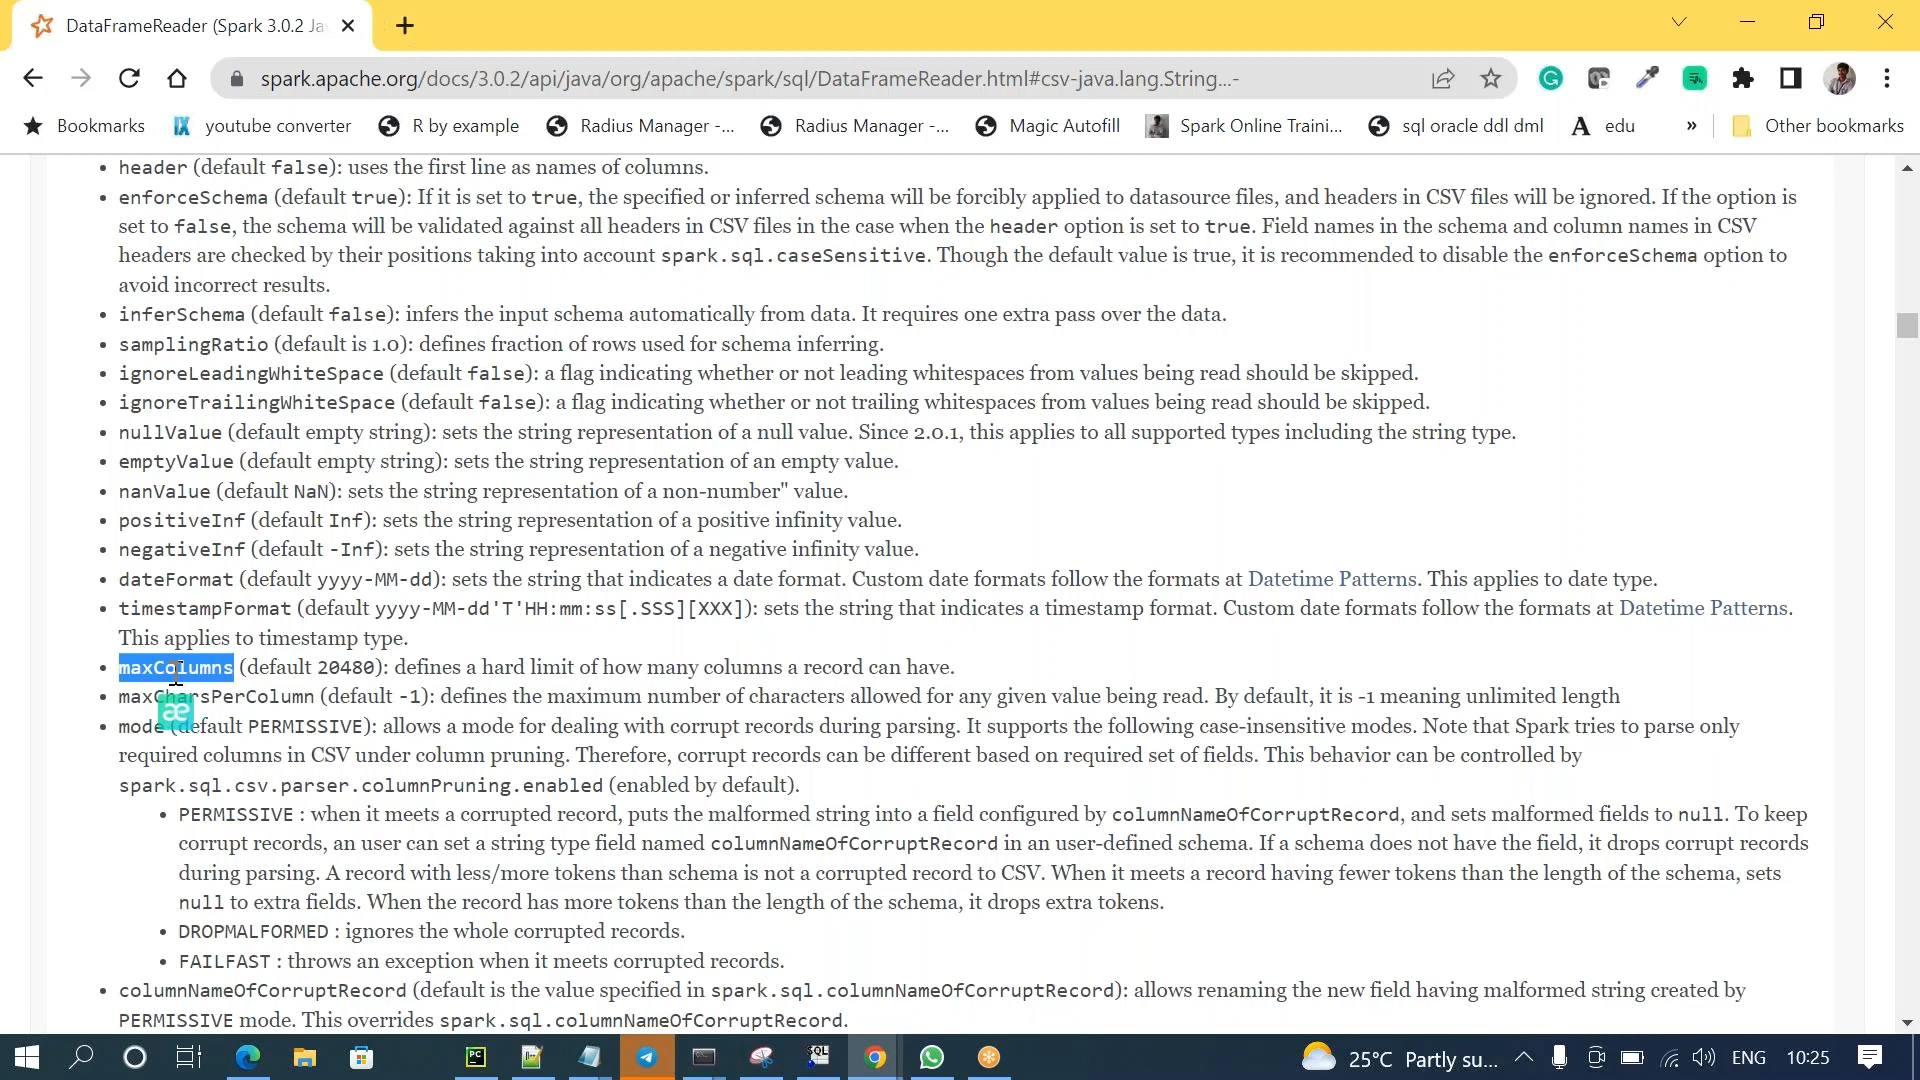 DataFrameReader (Spark 3.0.2 Ja
spark.apache.org/docs/3.0.2/api/java/org/apache/spark/sql/DataFrameReader.html#csv-java.lang.String...-
Bookmarks youtube converter R by example Radius Manager -... Radius Manager -... Magic Autofill Spark Online Traini... sql oracle ddl dml edu » Other bookmarks
• header (default false): uses the first line as names of columns.
• enforceSchema (default true): If it is set to true, the specified or inferred schema will be forcibly applied to datasource files, and headers in CSV files will be ignored. If the option is
set to false, the schema will be validated against all headers in CSV files in the case when the header option is set to true. Field names in the schema and column names in CSV
headers are checked by their positions taking into account spark.sql.caseSensitive. Though the default value is true, it is recommended to disable the enforceSchema option to
avoid incorrect results.
• inferSchema (default false): infers the input schema automatically from data. It requires one extra pass over the data.
• samplingRatio (default is 1.0): defines fraction of rows used for schema inferring.
• ignoreLeadingWhiteSpace (default false): a flag indicating whether or not leading whitespaces from values being read should be skipped.
• ignoreTrailingWhiteSpace (default false): a flag indicating whether or not trailing whitespaces from values being read should be skipped.
• nullValue (default empty string): sets the string representation of a null value. Since 2.0.1, this applies to all supported types including the string type.
• emptyValue (default empty string): sets the string representation of an empty value.
• nanValue (default NaN): sets the string representation of a non-number" value.
• positiveInf (default Inf): sets the string representation of a positive infinity value.
• negativeInf (default -Inf): sets the string representation of a negative infinity value.
• dateFormat (default yyyy-MM-dd): sets the string that indicates a date format. Custom date formats follow the formats at Datetime Patterns. This applies to date type.
• timestampFormat (default yyyy-MM-dd'T'HH:mm:ss[.SSS][XXX]): sets the string that indicates a timestamp format. Custom date formats follow the formats at Datetime Patterns.
This applies to timestamp type.
• maxColumns (default 20480): defines a hard limit of how many columns a record can have.
• maxCharsPerColumn (default -1): defines the maximum number of characters allowed for any given value being read. By default, it is -1 meaning unlimited length
æ
• mode (default PERMISSIVE): allows a mode for dealing with corrupt records during parsing. It supports the following case-insensitive modes. Note that Spark tries to parse only
required columns in CSV under column pruning. Therefore, corrupt records can be different based on required set of fields. This behavior can be controlled by
spark.sql.csv.parser.columnPruning.enabled (enabled by default).
• PERMISSIVE : when it meets a corrupted record, puts the malformed string into a field configured by columnNameOfCorruptRecord, and sets malformed fields to null. To keep
corrupt records, an user can set a string type field named columnNameOfCorruptRecord in an user-defined schema. If a schema does not have the field, it drops corrupt records
during parsing. A record with less/more tokens than schema is not a corrupted record to CSV. When it meets a record having fewer tokens than the length of the schema, sets
null to extra fields. When the record has more tokens than the length of the schema, it drops extra tokens.
• DROPMALFORMED : ignores the whole corrupted records.
• FAILFAST : throws an exception when it meets corrupted records.
• columnNameOfCorruptRecord (default is the value specified in spark.sql.columnNameOfCorruptRecord): allows renaming the new field having malformed string created by
PERMISSIVE mode. This overrides spark.sql.columnNameOfCorruptRecord.
25°C Partly su... ENG 10:25